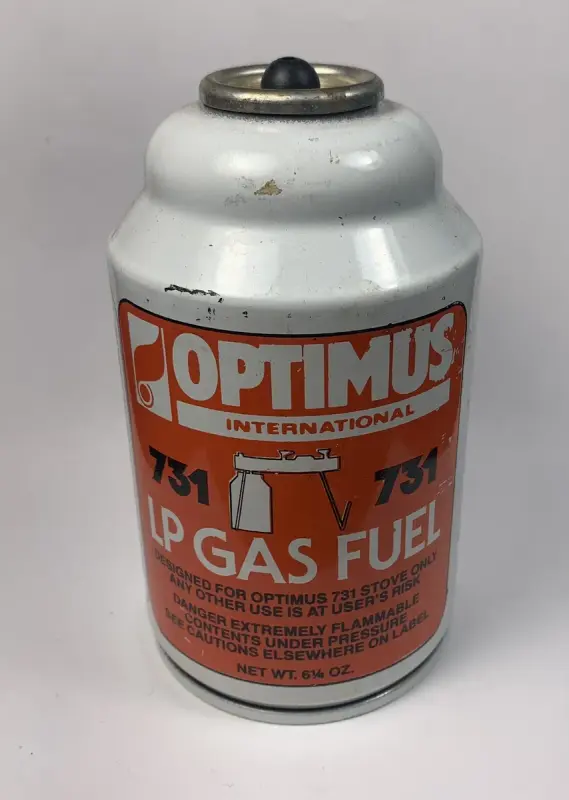 OPTIMUS
INTERNATIONAL
731 731
LP GAS FUEL
DESIGNED FOR OPTIMUS 731 STOVE ONLY
ANY OTHER USE IS AT USER'S RISK
DANGER EXTREMELY FLAMMABLE
CONTENTS UNDER PRESSURE
SEE CAUTIONS ELSEWHERE ON LABEL
NET WT. 6¼ OZ.